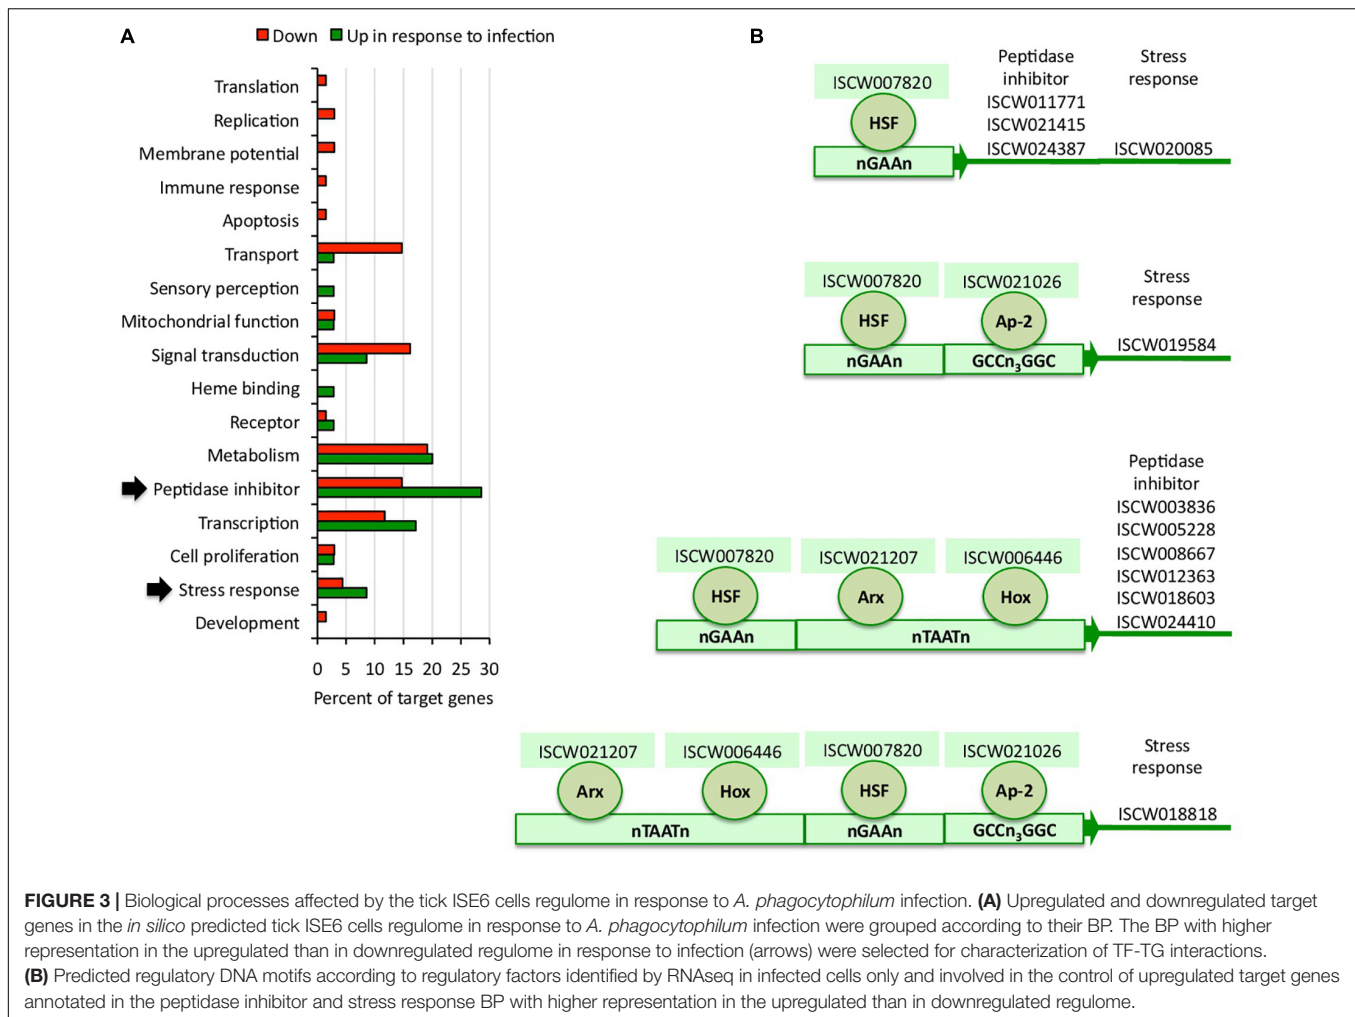 A
Down Up in response to infection
Translation
Replication
Membrane potential
Immune response
Apoptosis
Transport
Sensory perception
Mitochondrial function
Signal transduction
Heme binding
Receptor
Metabolism
Peptidase inhibitor
Transcription
Cell proliferation
Stress response
Development
0 5 10 15 20 25 30
Percent of target genes
B
ISCW007820
HSF
nGAAn
Peptidase
inhibitor
ISCW011771
ISCW021415
ISCW024387
Stress
response
ISCW020085
ISCW007820 ISCW021026
HSF Ap-2
nGAAn GCCn₃GGC
Stress
response
ISCW019584
ISCW007820 ISCW021207 ISCW006446
HSF Arx Hox
nGAAn nTAATn
Peptidase
inhibitor
ISCW003836
ISCW005228
ISCW008667
ISCW012363
ISCW018603
ISCW024410
ISCW021207 ISCW006446 ISCW007820 ISCW021026
Arx Hox HSF Ap-2
nTAATn nGAAn GCCn₃GGC
Stress
response
ISCW018818
FIGURE 3 | Biological processes affected by the tick ISE6 cells regulome in response to A. phagocytophilum infection. (A) Upregulated and downregulated target
genes in the in silico predicted tick ISE6 cells regulome in response to A. phagocytophilum infection were grouped according to their BP. The BP with higher
representation in the upregulated than in downregulated regulome in response to infection (arrows) were selected for characterization of TF-TG interactions.
(B) Predicted regulatory DNA motifs according to regulatory factors identified by RNAseq in infected cells only and involved in the control of upregulated target genes
annotated in the peptidase inhibitor and stress response BP with higher representation in the upregulated than in downregulated regulome.